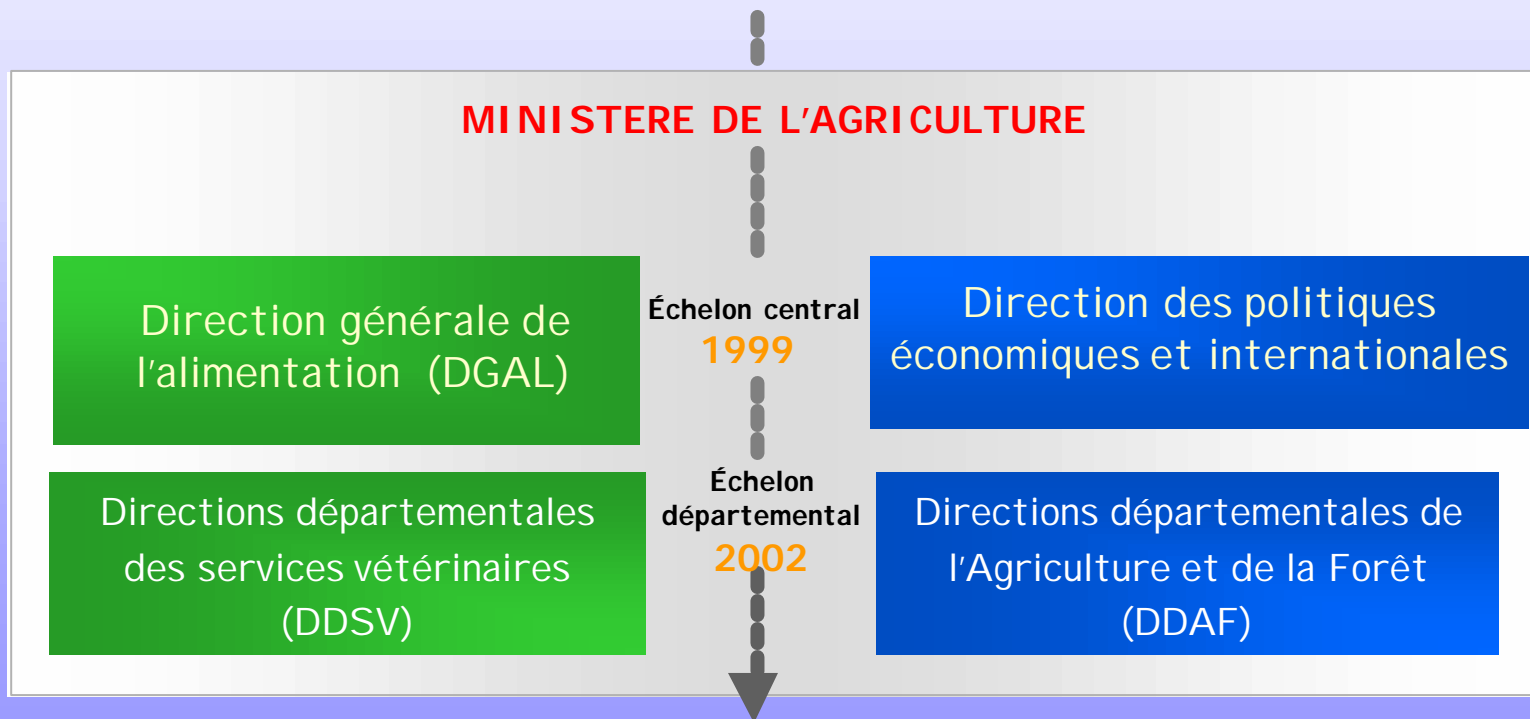 MINISTERE DE L'AGRICULTURE
Direction générale de
l'alimentation (DGAL)
Échelon central
1999
Direction des politiques
économiques et internationales
Directions départementales
des services vétérinaires
(DDSV)
Échelon
départemental
2002
Directions départementales de
l'Agriculture et de la Forêt
(DDAF)